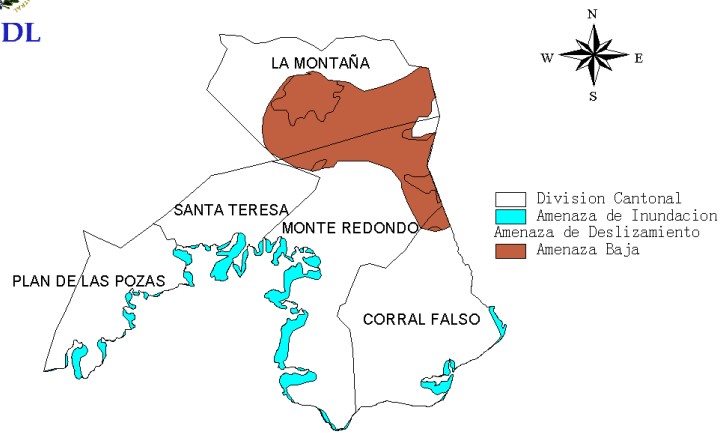 DL
N
W E
S
LA MONTAÑA
SANTA TERESA
MONTE REDONDO
PLAN DE LAS POZAS
CORRAL FALSO
Division Cantonal
Amenaza de Inundacion
Amenaza de Deslizamiento
Amenaza Baja